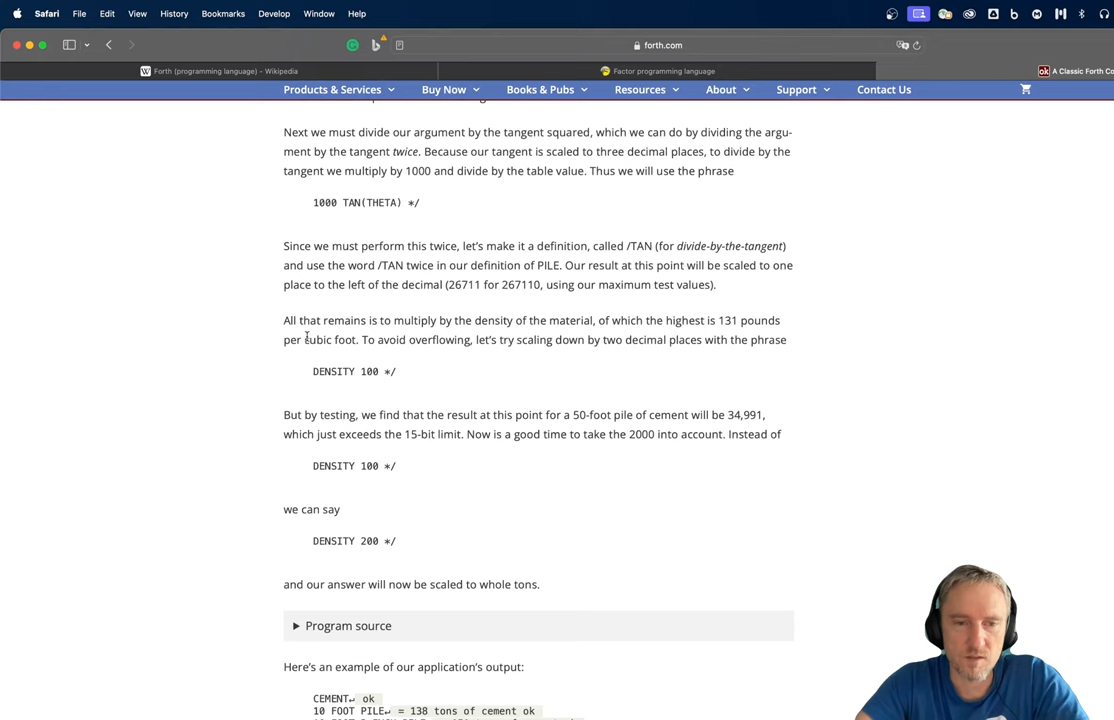 Safari File Edit View History Bookmarks Develop Window Help
forth.com
Forth (programming language) – Wikipedia
Factor programming language
ok A Classic Forth Co
Products & Services Buy Now Books & Pubs Resources About Support Contact Us
Next we must divide our argument by the tangent squared, which we can do by dividing the argu-
ment by the tangent twice. Because our tangent is scaled to three decimal places, to divide by the
tangent we multiply by 1000 and divide by the table value. Thus we will use the phrase
1000 TAN(THETA) */
Since we must perform this twice, let’s make it a definition, called /TAN (for divide-by-the-tangent)
and use the word /TAN twice in our definition of PILE. Our result at this point will be scaled to one
place to the left of the decimal (26711 for 267110, using our maximum test values).
All that remains is to multiply by the density of the material, of which the highest is 131 pounds
per cubic foot. To avoid overflowing, let’s try scaling down by two decimal places with the phrase
DENSITY 100 */
But by testing, we find that the result at this point for a 50-foot pile of cement will be 34,991,
which just exceeds the 15-bit limit. Now is a good time to take the 2000 into account. Instead of
DENSITY 100 */
we can say
DENSITY 200 */
and our answer will now be scaled to whole tons.
Program source
Here’s an example of our application’s output:
CEMENT↵ ok
10 FOOT PILE↵ = 138 tons of cement ok